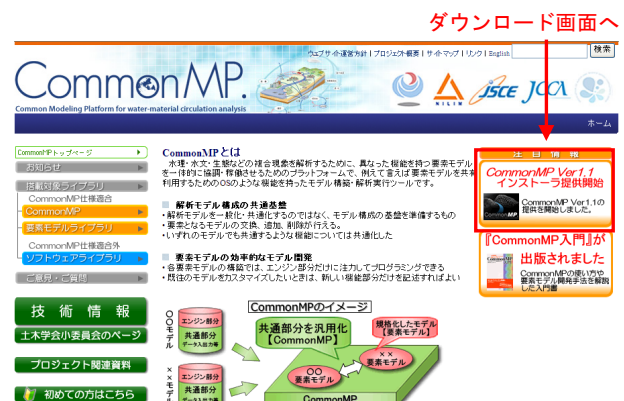 ダウンロード画面へ
ウェブサイト運営方針 | プロジェクト概要 | サイトマップ | リンク | English
検索
CommonMP.
Common Modeling Platform for water-material circulation analysis
NILIM
JSCE
JCCA
ホーム
CommonMPトップページ
お知らせ
搭載対象ライブラリ
CommonMP仕様適合
CommonMP
要素モデルライブラリ
CommonMP仕様適合外
ソフトウェアライブラリ
ご意見・ご質問
技術情報
土木学会小委員会のページ
プロジェクト関連資料
初めての方はこちら
CommonMPとは
水理・水文・生態などの複合現象を解析するために、異なった機能を持つ要素モデル
を一体的に協調・稼働させるためのプラットフォームで、例えて言えば要素モデルを共有
利用するためのOSのような機能を持ったモデル構築・解析実行ツールです。
解析モデル構成の共通基盤
・解析モデルを一般化・共通化するのではなく、モデル構成の基盤を準備するもの
・要素となるモデルの交換、追加、削除が行える。
・いずれのモデルでも共通するような機能については共通化した
要素モデルの効率的なモデル開発
・各要素モデルの構築では、エンジン部分だけに注力してプログラミングできる
・既往のモデルをカスタマイズしたいときは、新しい機能部分だけを記述すればよい
CommonMPのイメージ
○○モデル
エンジン部分
共通部分
データ入出力等
××モデル
エンジン部分
共通部分
データ入出力等
共通部分を汎用化
【CommonMP】
規格化したモデル
【要素モデル】
××
要素モデル
○○
要素モデル
CommonMP
注目情報
CommonMP Ver1.1
インストーラ提供開始
CommonMP
CommonMP Ver1.1の
提供を開始しました。
『CommonMP入門』が
出版されました
CommonMPの使い方や
要素モデル開発手法を解説
した入門書